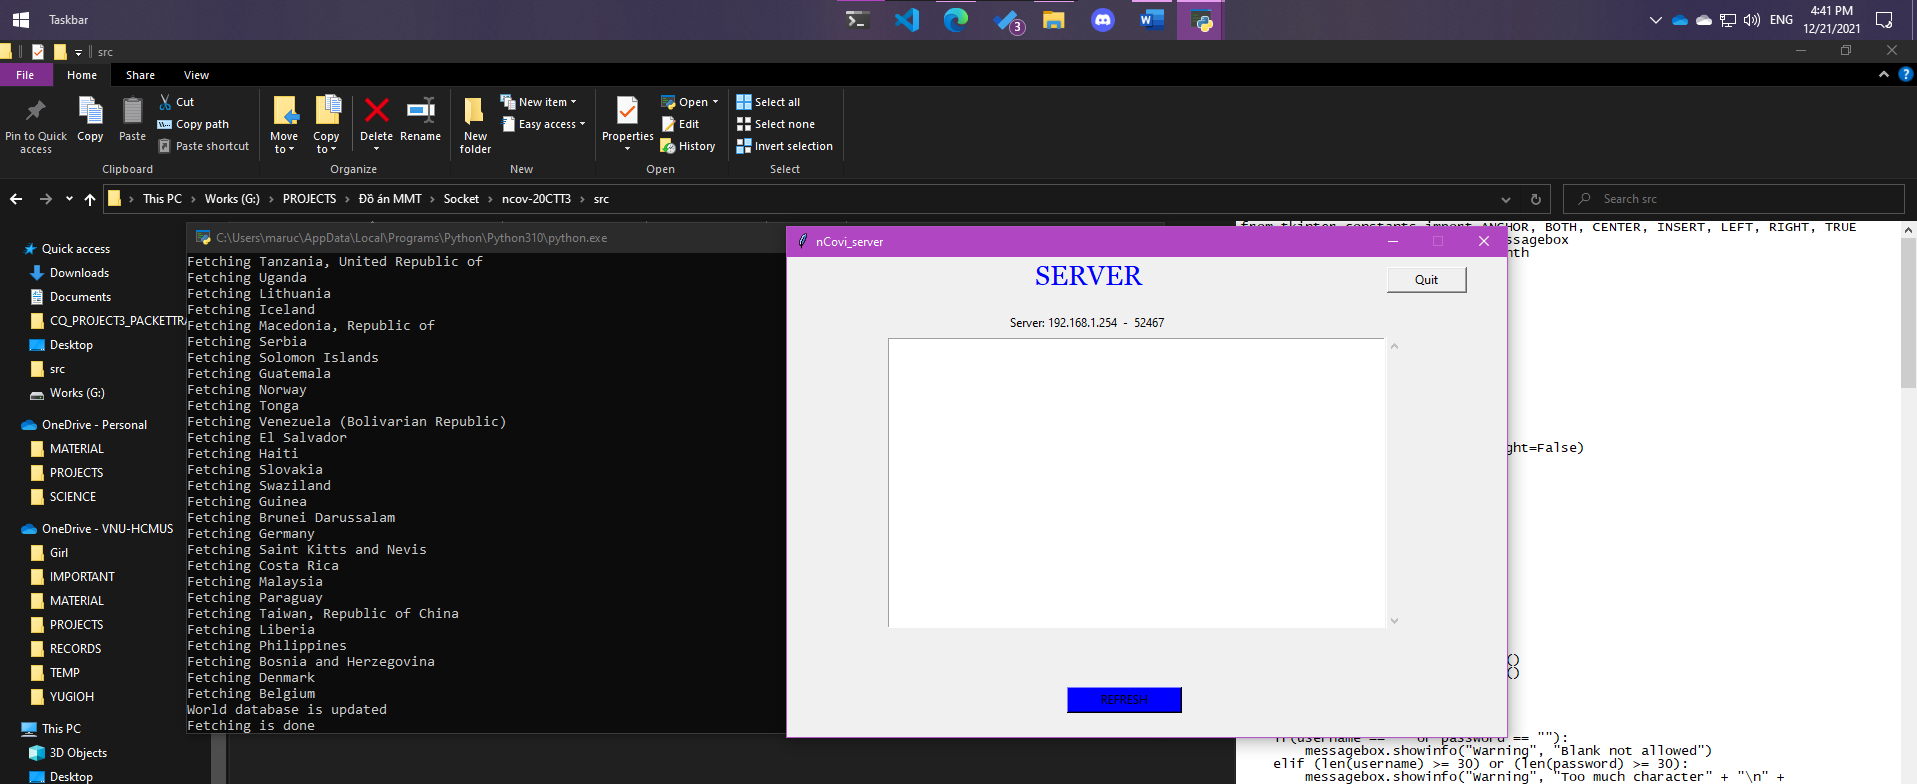 Taskbar
3
ENG
4:41 PM
12/21/2021
src
File
Home
Share
View
Pin to Quick access
Copy
Paste
Cut
Copy path
Paste shortcut
Clipboard
Move to
Copy to
Delete
Rename
Organize
New folder
New item
Easy access
New
Properties
Open
Edit
History
Open
Select all
Select none
Invert selection
Select
This PC > Works (G:) > PROJECTS > Đồ án MMT > Socket > ncov-20CTT3 > src
Search src
Quick access
Downloads
Documents
CQ_PROJECT3_PACKETTRA
Desktop
src
Works (G:)
OneDrive - Personal
MATERIAL
PROJECTS
SCIENCE
OneDrive - VNU-HCMUS
Girl
IMPORTANT
MATERIAL
PROJECTS
RECORDS
TEMP
YUGIOH
This PC
3D Objects
Desktop
C:\Users\maruc\AppData\Local\Programs\Python\Python310\python.exe
Fetching Tanzania, United Republic of
Fetching Uganda
Fetching Lithuania
Fetching Iceland
Fetching Macedonia, Republic of
Fetching Serbia
Fetching Solomon Islands
Fetching Guatemala
Fetching Norway
Fetching Tonga
Fetching Venezuela (Bolivarian Republic)
Fetching El Salvador
Fetching Haiti
Fetching Slovakia
Fetching Swaziland
Fetching Guinea
Fetching Brunei Darussalam
Fetching Germany
Fetching Saint Kitts and Nevis
Fetching Costa Rica
Fetching Malaysia
Fetching Paraguay
Fetching Taiwan, Republic of China
Fetching Liberia
Fetching Philippines
Fetching Bosnia and Herzegovina
Fetching Denmark
Fetching Belgium
World database is updated
Fetching is done
nCovi_server
SERVER
Quit
Server: 192.168.1.254 - 52467
REFRESH
from tkinter.constants import ANCHOR, BOTH, CENTER, INSERT, LEFT, RIGHT, TRUE
ssagebox
nth
ght=False)
()
()
if(username == "" or password == ""):
messagebox.showinfo("Warning", "Blank not allowed")
elif (len(username) >= 30) or (len(password) >= 30):
messagebox.showinfo("Warning", "Too much character" + "\n" +